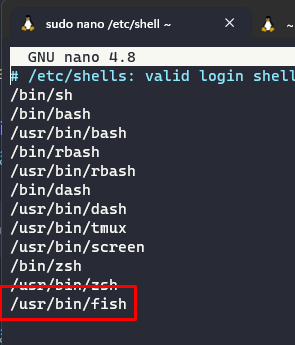 sudo nano /etc/shell ~
~
GNU nano 4.8
# /etc/shells: valid login shell
/bin/sh
/bin/bash
/usr/bin/bash
/bin/rbash
/usr/bin/rbash
/bin/dash
/usr/bin/dash
/usr/bin/tmux
/usr/bin/screen
/bin/zsh
/usr/bin/zsh
/usr/bin/fish